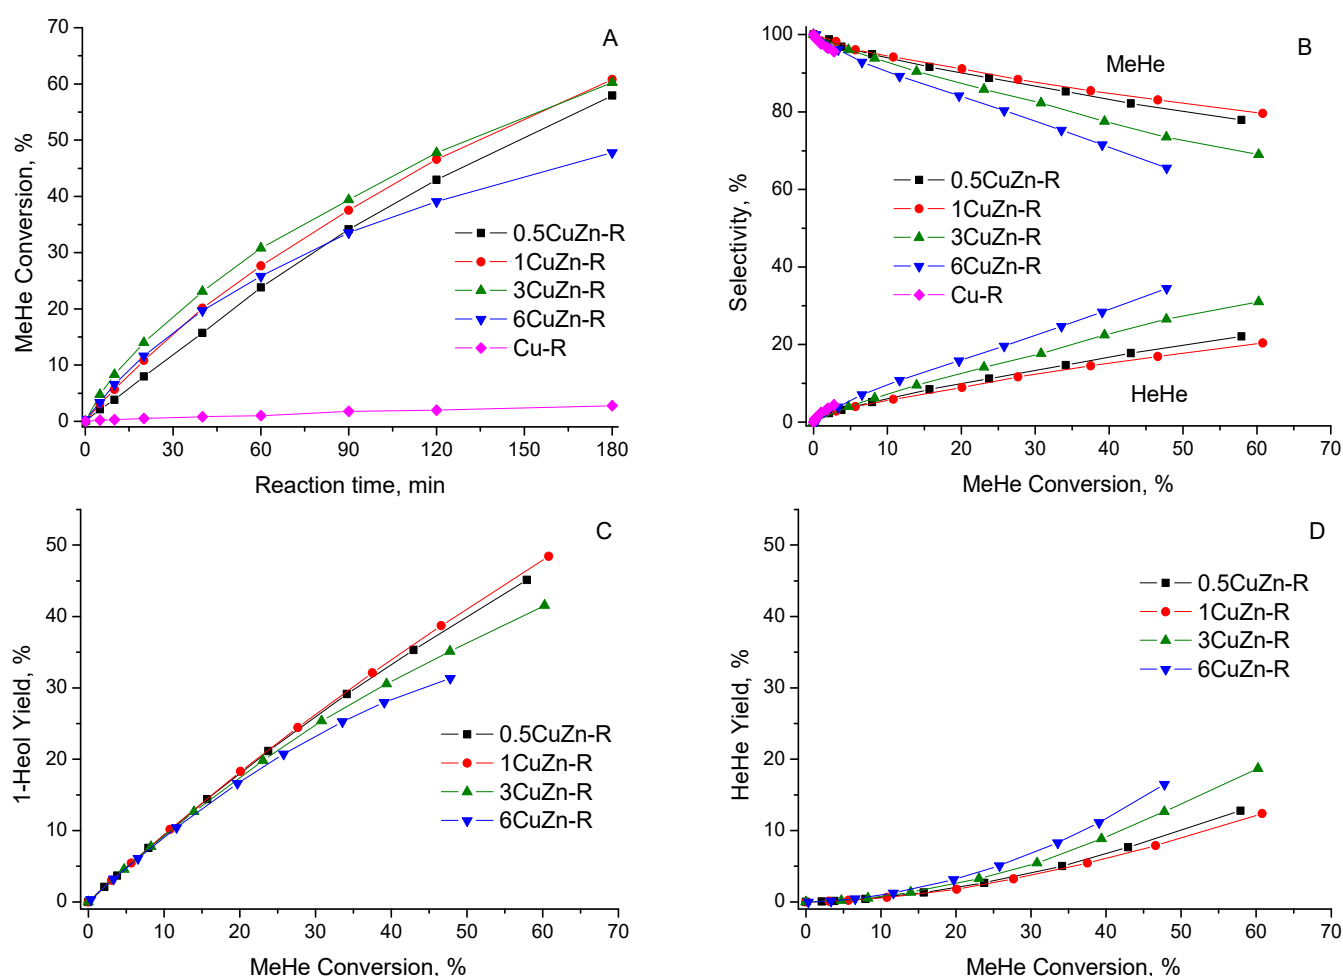 A
MeHe Conversion, %
70
60
50
40
30
20
10
0
0.5CuZn-R
1CuZn-R
3CuZn-R
6CuZn-R
Cu-R
0 30 60 90 120 150 180
Reaction time, min
B
Selectivity, %
100
80
60
40
20
0
MeHe
0.5CuZn-R
1CuZn-R
3CuZn-R
6CuZn-R
Cu-R
HeHe
0 10 20 30 40 50 60 70
MeHe Conversion, %
C
1-Heol Yield, %
50
40
30
20
10
0
0.5CuZn-R
1CuZn-R
3CuZn-R
6CuZn-R
0 10 20 30 40 50 60 70
MeHe Conversion, %
D
HeHe Yield, %
50
40
30
20
10
0
0.5CuZn-R
1CuZn-R
3CuZn-R
6CuZn-R
0 10 20 30 40 50 60 70
MeHe Conversion, %